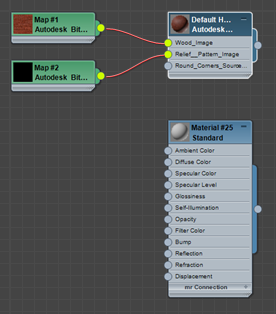 Map #1
Autodesk Bit...
Default H...
Autodesk...
Wood_Image
Relief__Pattern_Image
Round_Corners_Source...
Map #2
Autodesk Bit...
Material #25
Standard
Ambient Color
Diffuse Color
Specular Color
Specular Level
Glossiness
Self-Illumination
Opacity
Filter Color
Bump
Reflection
Refraction
Displacement
mr Connection